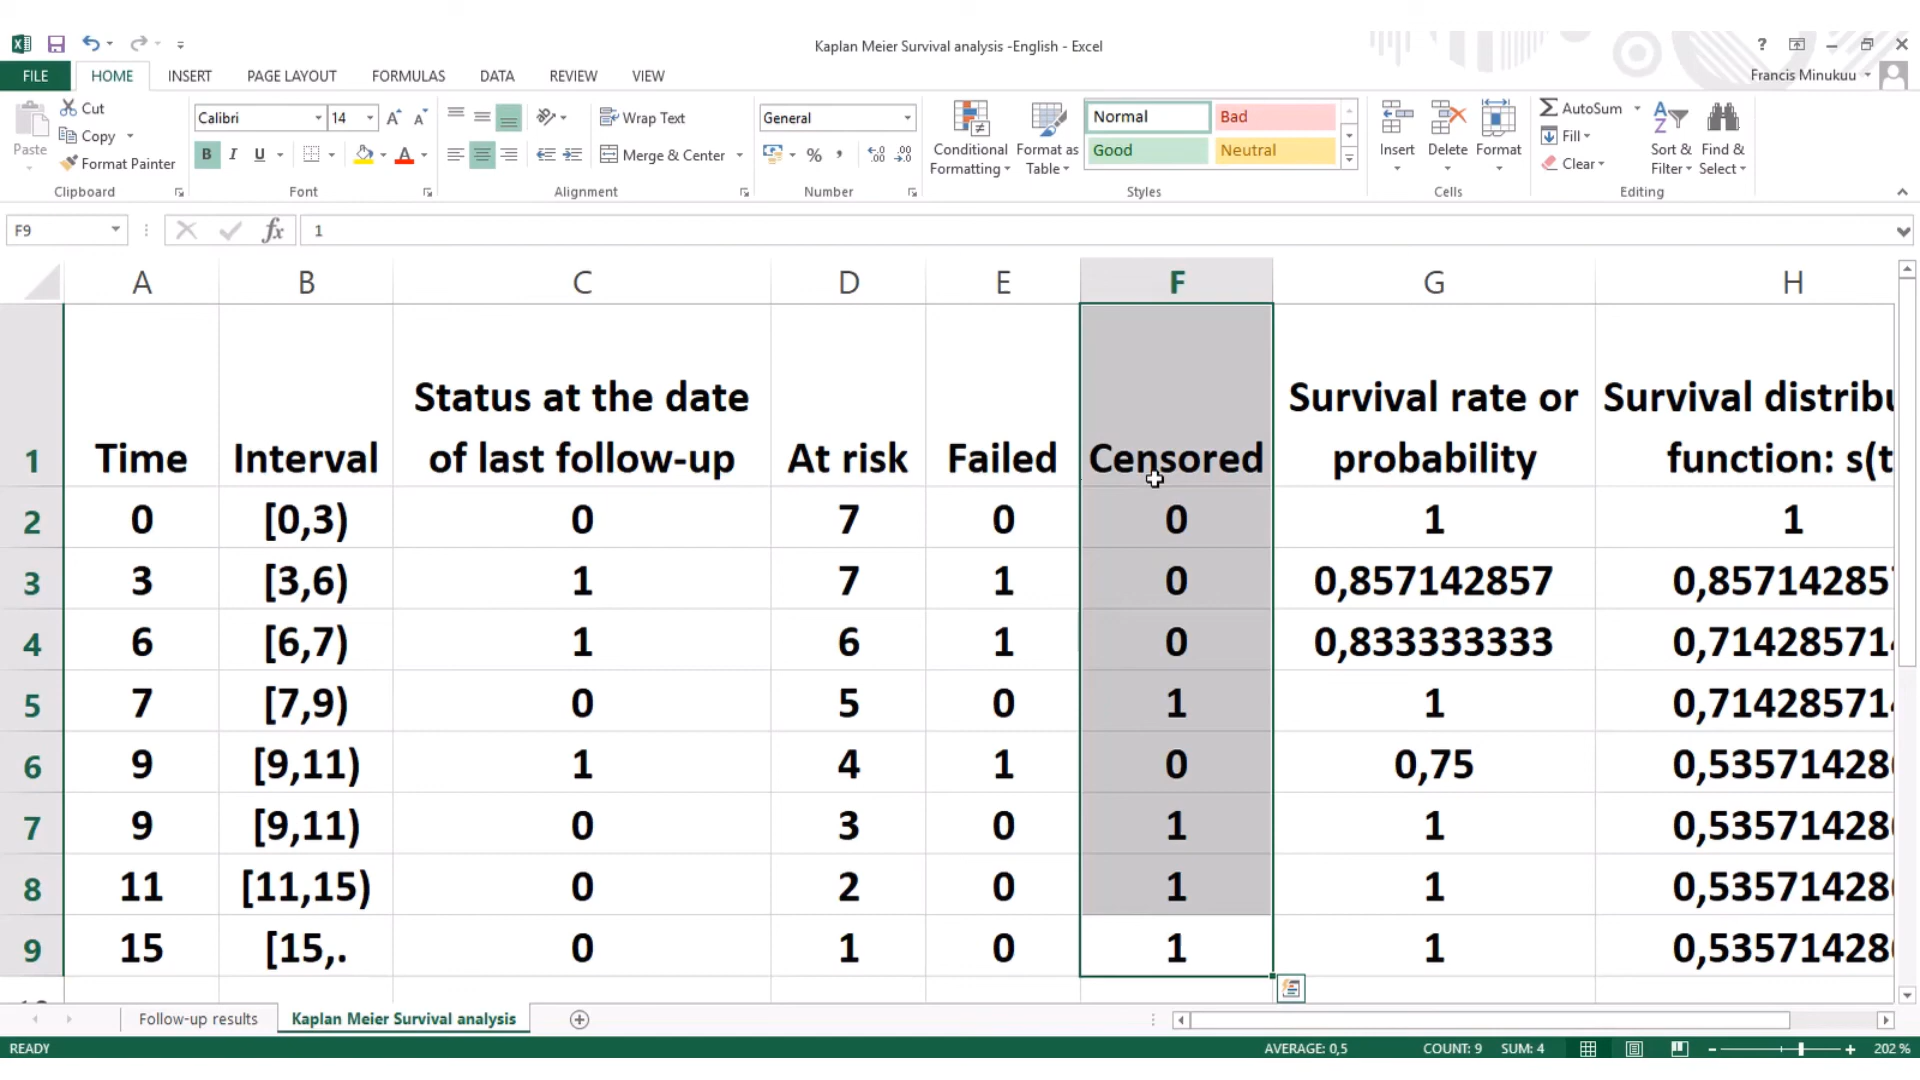 Kaplan Meier Survival analysis -English - Excel
?
FILE HOME INSERT PAGE LAYOUT FORMULAS DATA REVIEW VIEW
Francis Minukuu
Paste
Cut
Copy
Format Painter
Clipboard
Calibri 14
B I U
Font
Wrap Text
Merge & Center
Alignment
General
%
Number
Conditional Formatting
Format as Table
Normal Bad
Good Neutral
Styles
Insert Delete Format
Cells
AutoSum
Fill
Clear
Sort & Filter
Find & Select
Editing
F9 fx 1
A B C D E F G H
1 Time Interval Status at the date of last follow-up At risk Failed Censored Survival rate or probability Survival distribu function: s(t
2 0 [0,3) 0 7 0 0 1 1
3 3 [3,6) 1 7 1 0 0,857142857 0,857142857
4 6 [6,7) 1 6 1 0 0,833333333 0,714285714
5 7 [7,9) 0 5 0 1 1 0,714285714
6 9 [9,11) 1 4 1 0 0,75 0,53571428
7 9 [9,11) 0 3 0 1 1 0,53571428
8 11 [11,15) 0 2 0 1 1 0,53571428
9 15 [15,. 0 1 0 1 1 0,53571428
Follow-up results Kaplan Meier Survival analysis
READY AVERAGE: 0,5 COUNT: 9 SUM: 4 202 %